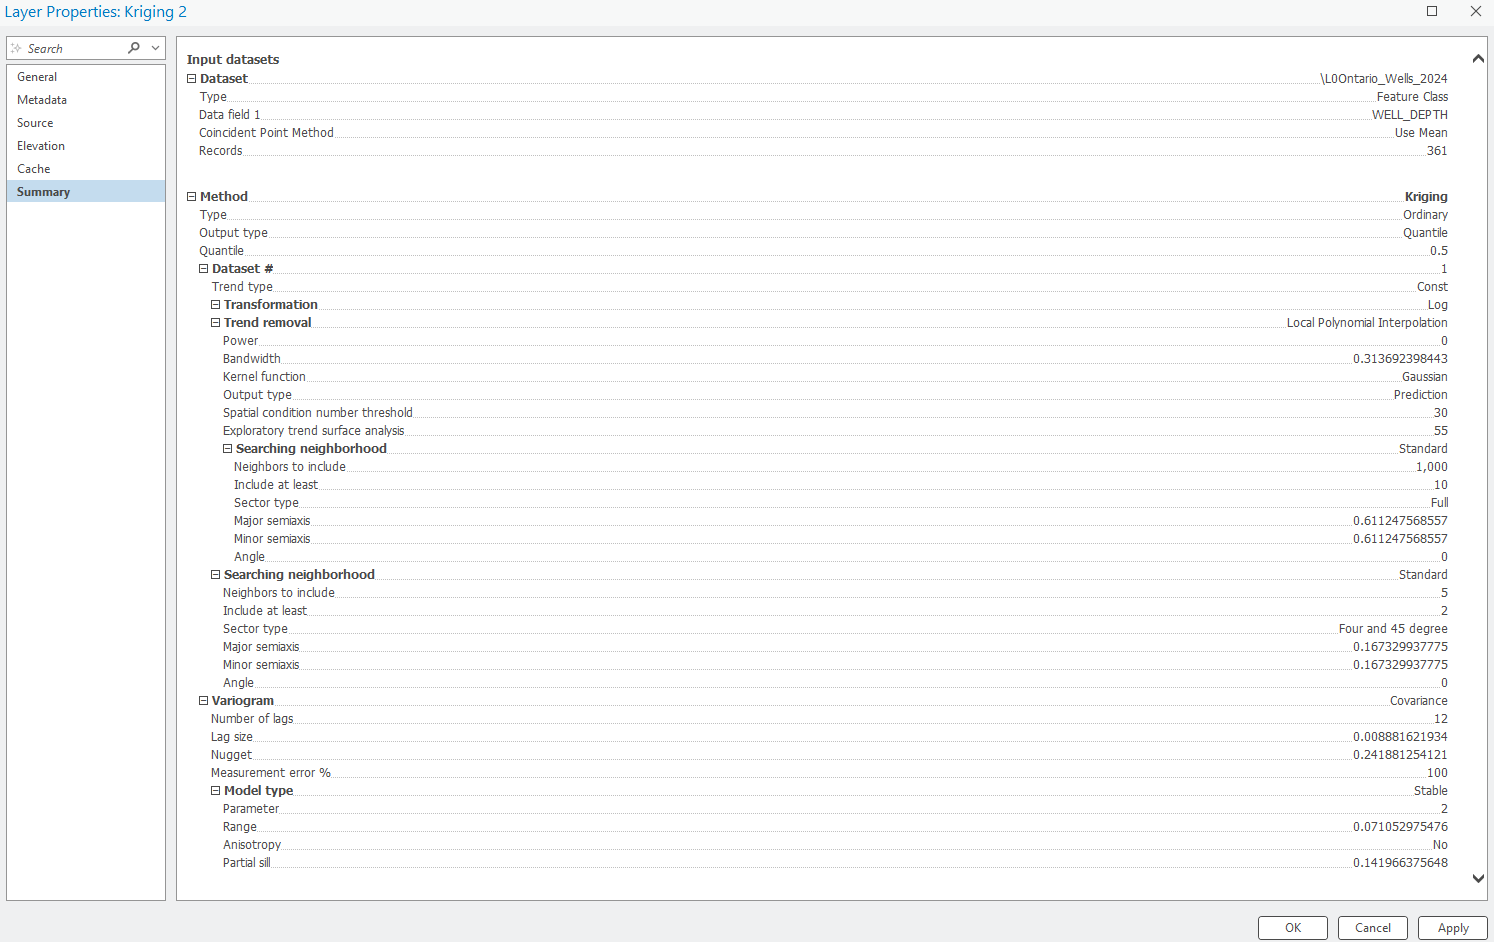 Layer Properties: Kriging 2
Search
General
Metadata
Source
Elevation
Cache
Summary
Input datasets
Dataset \L0Ontario_Wells_2024
Type Feature Class
Data field 1 WELL_DEPTH
Coincident Point Method Use Mean
Records 361
Method Kriging
Type Ordinary
Output type Quantile
Quantile 0.5
Dataset # 1
Trend type Const
Transformation Log
Trend removal Local Polynomial Interpolation
Power 0
Bandwidth 0.313692398443
Kernel function Gaussian
Output type Prediction
Spatial condition number threshold 30
Exploratory trend surface analysis 55
Searching neighborhood Standard
Neighbors to include 1,000
Include at least 10
Sector type Full
Major semiaxis 0.611247568557
Minor semiaxis 0.611247568557
Angle 0
Searching neighborhood Standard
Neighbors to include 5
Include at least 2
Sector type Four and 45 degree
Major semiaxis 0.167329937775
Minor semiaxis 0.167329937775
Angle 0
Variogram Covariance
Number of lags 12
Lag size 0.008881621934
Nugget 0.241881254121
Measurement error % 100
Model type Stable
Parameter 2
Range 0.071052975476
Anisotropy No
Partial sill 0.141966375648
OK Cancel Apply